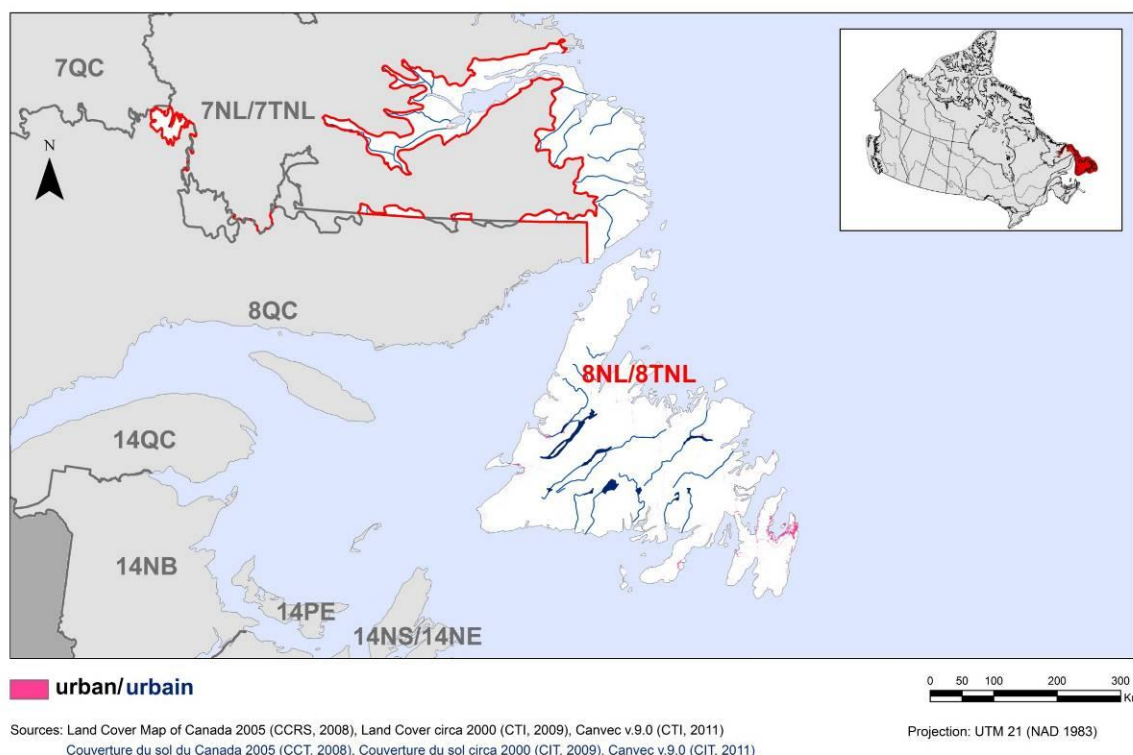 7QC
7NL/7TNL
N
8QC
8NL/8TNL
14QC
14NB
14PE
14NS/14NE
urban/urbain
0 50 100 200 300
Km
Sources: Land Cover Map of Canada 2005 (CCRS, 2008), Land Cover circa 2000 (CTI, 2009), Canvec v.9.0 (CTI, 2011)
Projection: UTM 21 (NAD 1983)
Couverture du sol du Canada 2005 (CCT, 2008), Couverture du sol circa 2000 (CIT, 2009), Canvec v.9.0 (CIT, 2011)